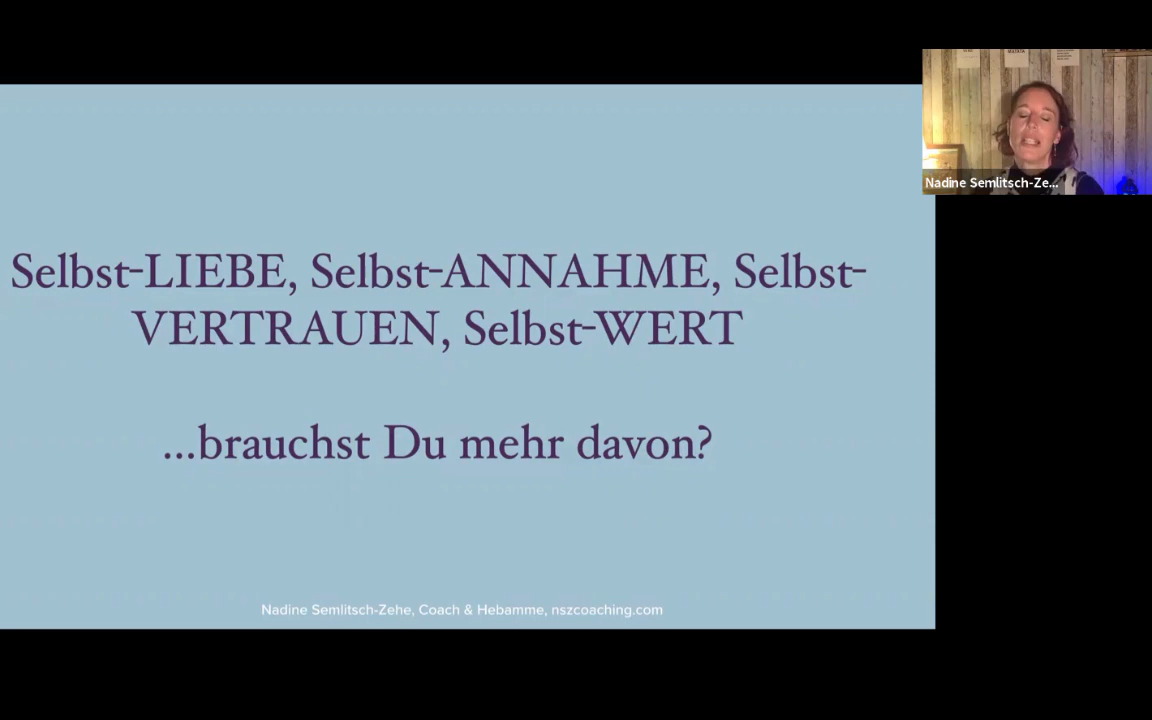 Selbst-LIEBE, Selbst-ANNAHME, Selbst-
VERTRAUEN, Selbst-WERT
...brauchst Du mehr davon?
Nadine Semlitsch-Zehe, Coach & Hebamme, nszcoaching.com
Nadine Semlitsch-Ze...